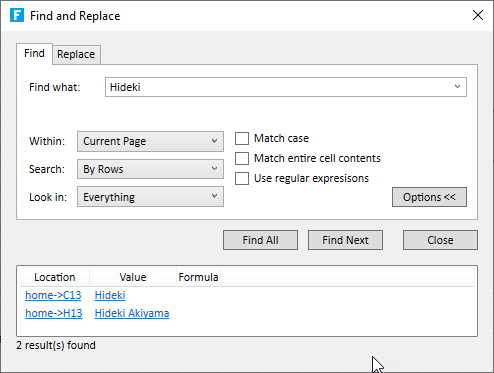 F Find and Replace
Find Replace
Find what: Hideki
Within: Current Page
Match case
Match entire cell contents
Search: By Rows
Use regular expresisons
Look in: Everything
Options <<
Find All Find Next Close
Location Value Formula
home->C13 Hideki
home->H13 Hideki Akiyama
2 result(s) found